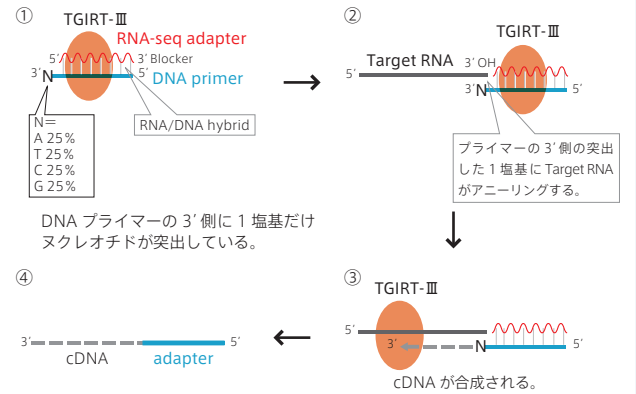 ①
TGIRT-Ⅲ
RNA-seq adapter
5′
3′ Blocker
3′
N
5′
DNA primer
RNA/DNA hybrid
N＝
A 25%
T 25%
C 25%
G 25%
DNA プライマーの 3′ 側に 1 塩基だけ
ヌクレオチドが突出している。
②
TGIRT-Ⅲ
Target RNA
3′ OH
5′
5′
3′
N
5′
プライマーの 3′ 側の突出
した 1 塩基に Target RNA
がアニーリングする。
③
TGIRT-Ⅲ
5′
3′
N
5′
cDNA が合成される。
④
3′
5′
cDNA
adapter